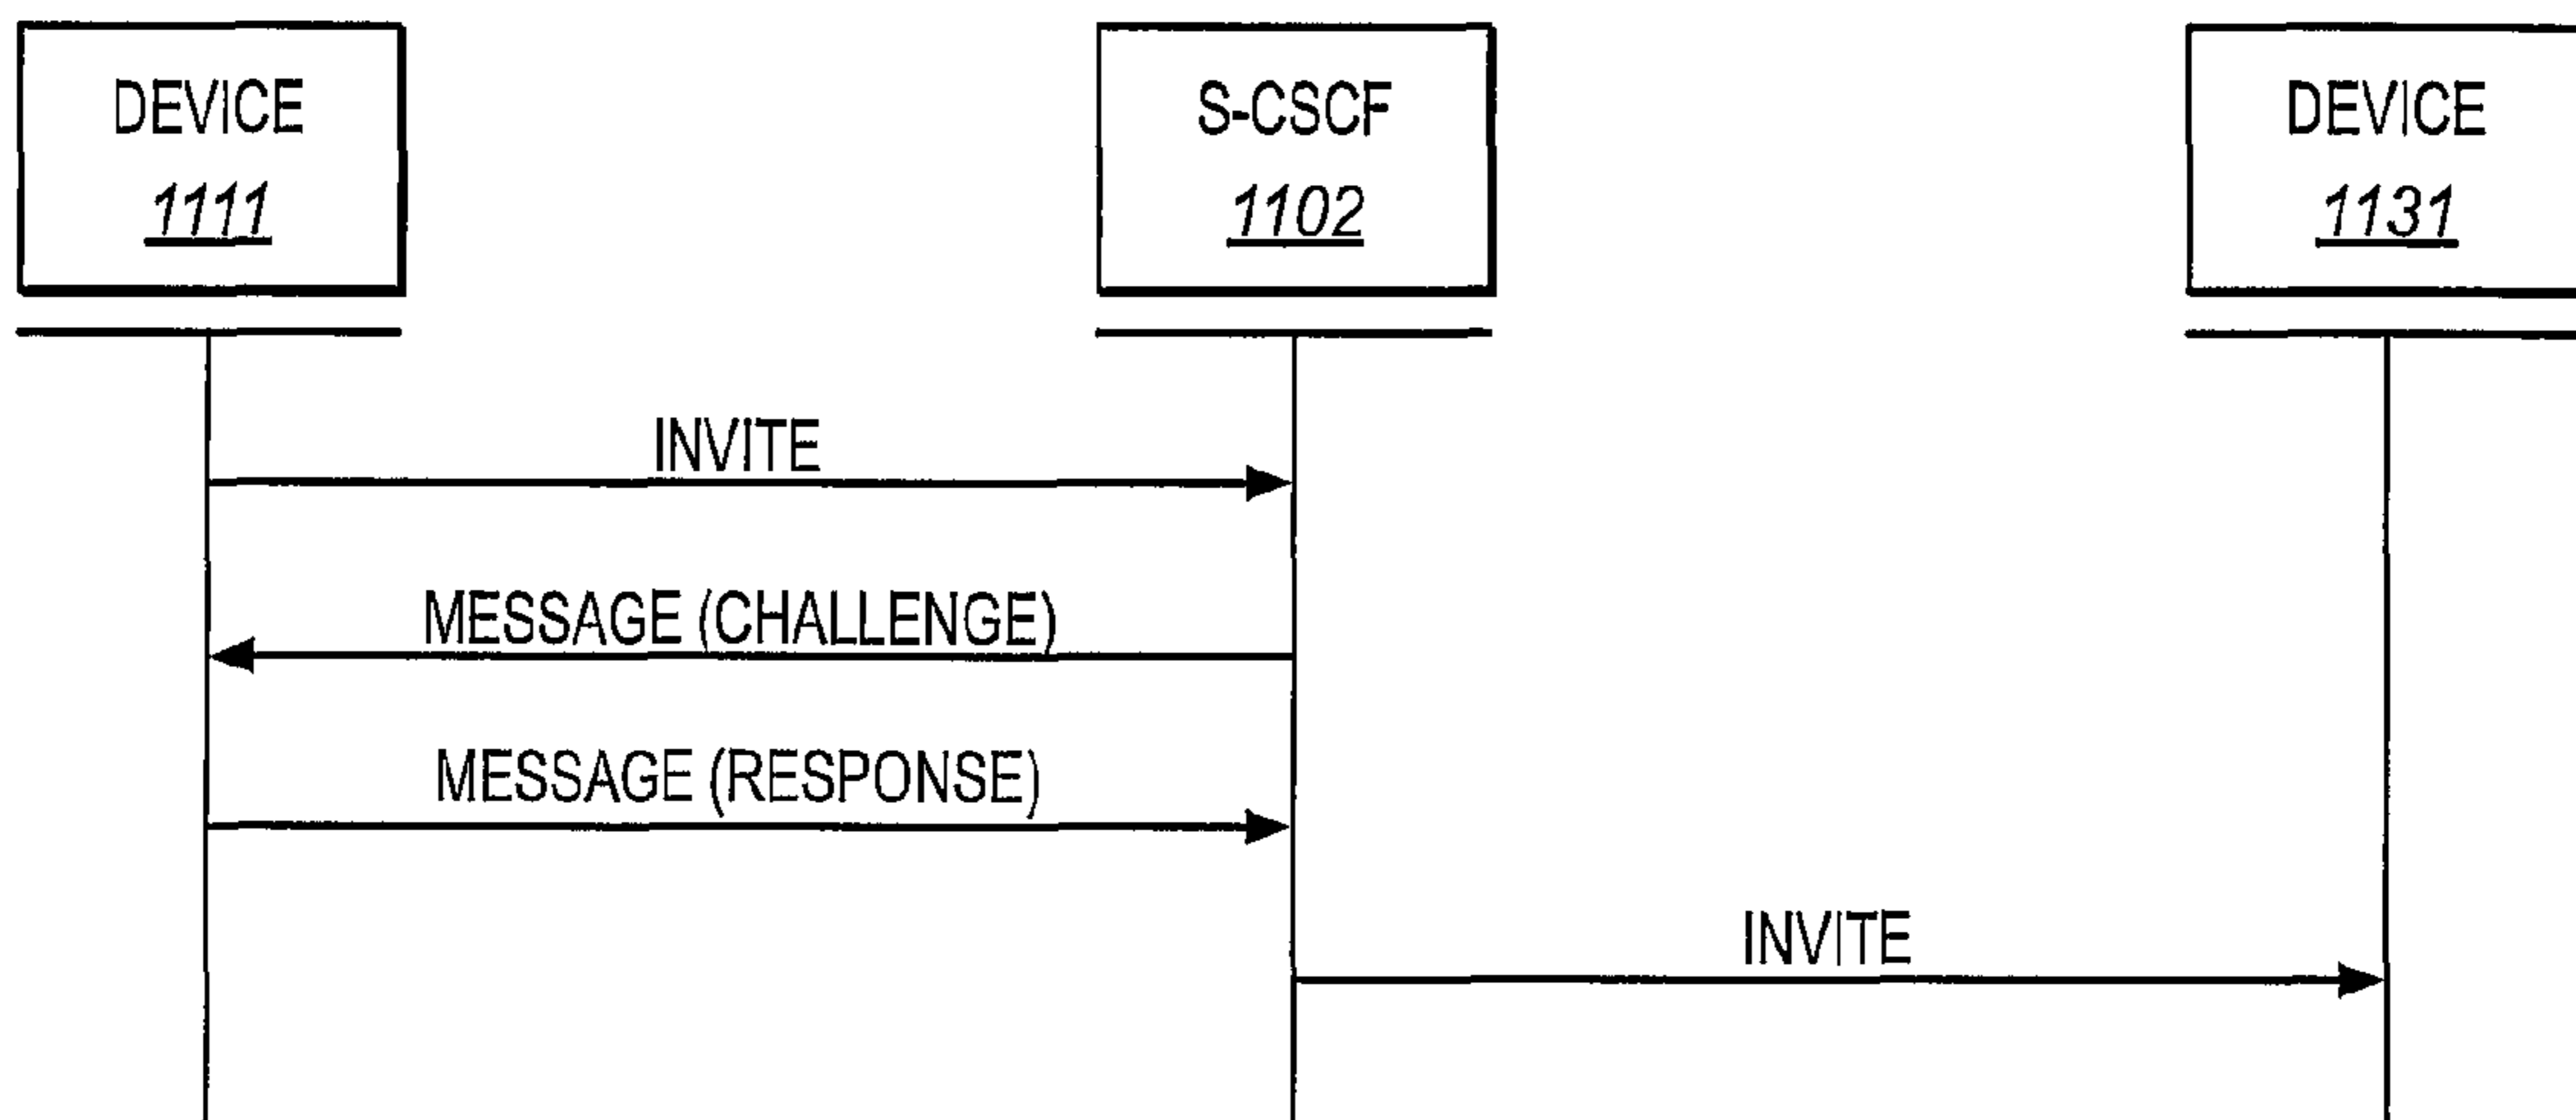 DEVICE
1111
S-CSCF
1102
DEVICE
1131
INVITE
MESSAGE (CHALLENGE)
MESSAGE (RESPONSE)
INVITE